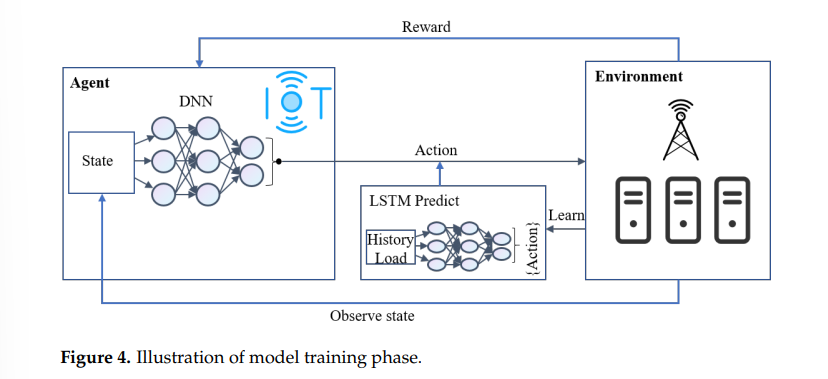 Reward
Agent
Environment
DNN
IOT
State
Action
LSTM Predict
Learn
History
Load
{Action}
Observe state
Figure 4. Illustration of model training phase.